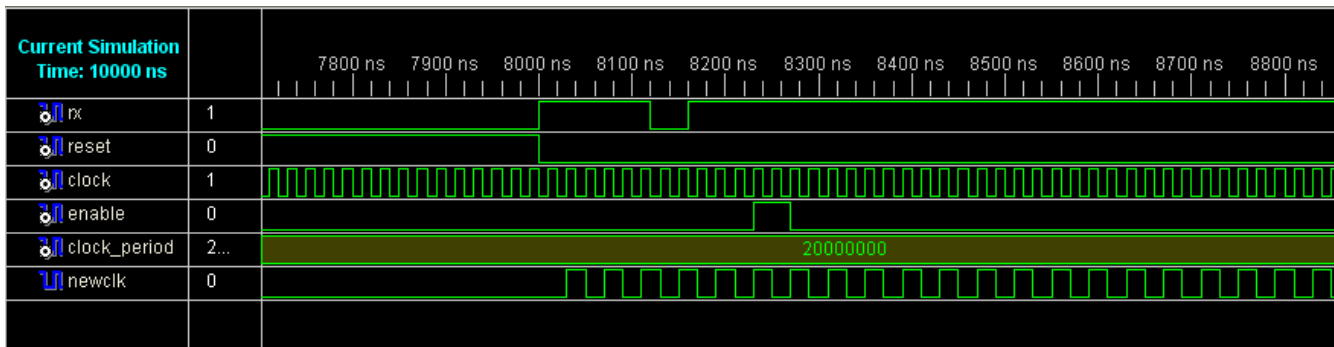 Current Simulation
Time: 10000 ns
7800 ns 7900 ns 8000 ns 8100 ns 8200 ns 8300 ns 8400 ns 8500 ns 8600 ns 8700 ns 8800 ns
rx 1
reset 0
clock 1
enable 0
clock_period 2... 20000000
newclk 0